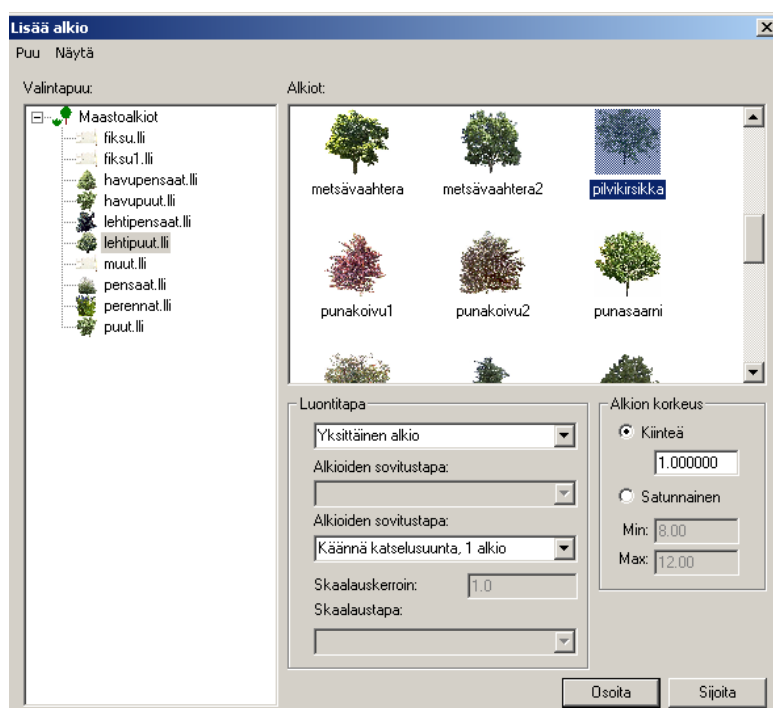 Lisää alkio
Puu Näytä
Valintapuu:
Maastoalkiot
fiksu.lli
fiksu1.lli
havupensaat.lli
havupuut.lli
lehtipensaat.lli
lehtipuut.lli
muut.lli
pensaat.lli
perennat.lli
puut.lli
Alkiot:
metsävaahtera metsävaahtera2 pilvikirsikka
punakoivu1 punakoivu2 punasaarni
Luontitapa
Yksittäinen alkio
Alkioiden sovitustapa:
Alkioiden sovitustapa:
Käännä katselusuunta, 1 alkio
Skaalauskerroin: 1.0
Skaalaustapa:
Alkion korkeus
Kiinteä
1.000000
Satunnainen
Min: 8.00
Max: 12.00
Osoita Sijoita